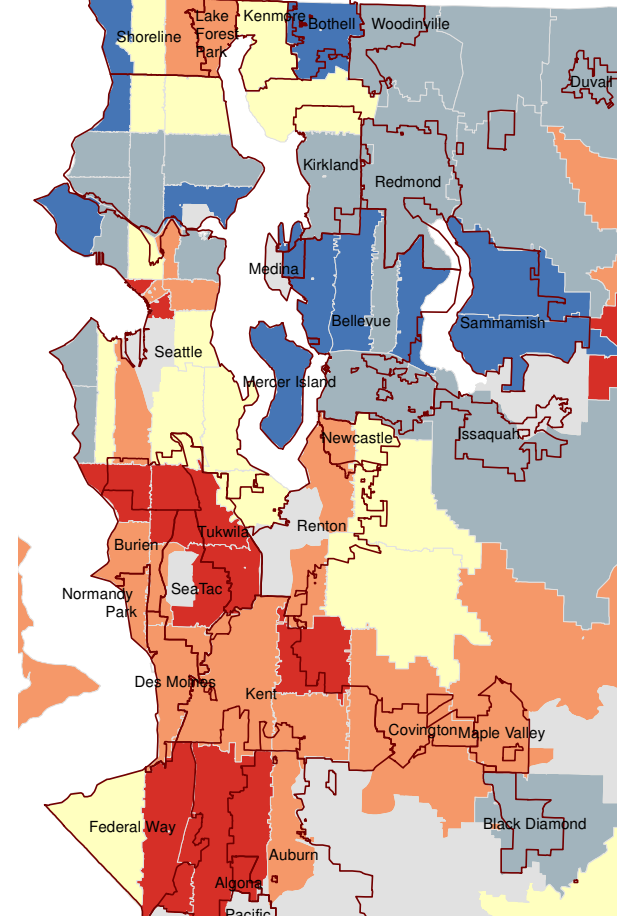 Shoreline
Lake
Forest
Park
Kenmore
Bothell
Woodinville
Duvall
Kirkland
Redmond
Medina
Bellevue
Sammamish
Seattle
Mercer Island
Newcastle
Issaquah
Renton
Tukwila
Burien
SeaTac
Normandy
Park
Des Moines
Kent
Covington
Maple Valley
Federal Way
Black Diamond
Auburn
Algona
Pacific